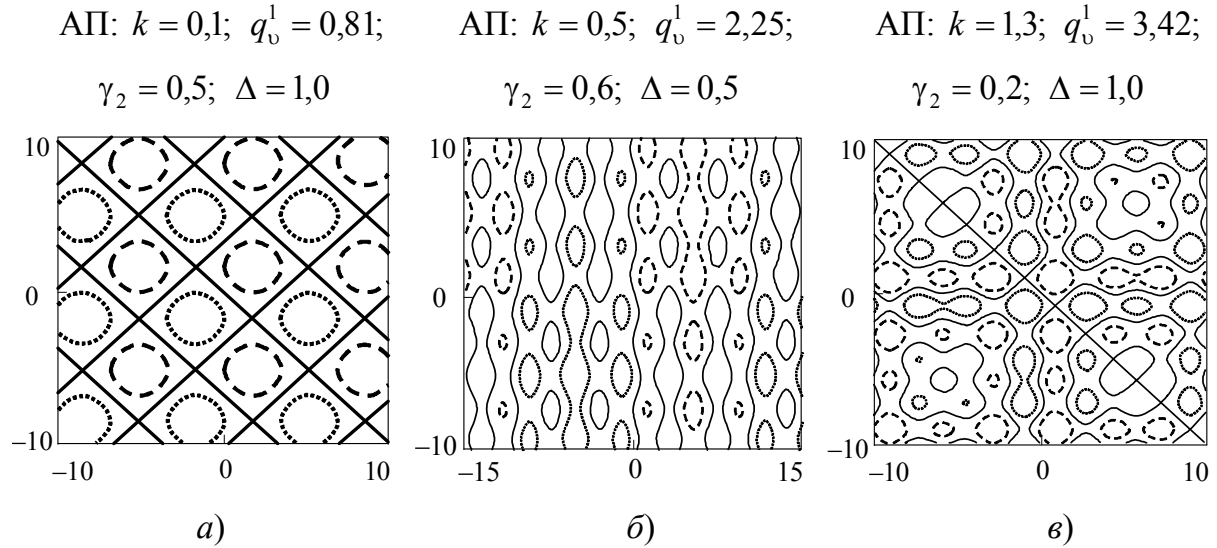 АП: k = 0,1; q_υ^1 = 0,81;
γ_2 = 0,5; Δ = 1,0
10
0
−10
−10
0
10
а)
АП: k = 0,5; q_υ^1 = 2,25;
γ_2 = 0,6; Δ = 0,5
10
0
−10
−15
0
15
б)
АП: k = 1,3; q_υ^1 = 3,42;
γ_2 = 0,2; Δ = 1,0
10
0
−10
−10
0
10
в)